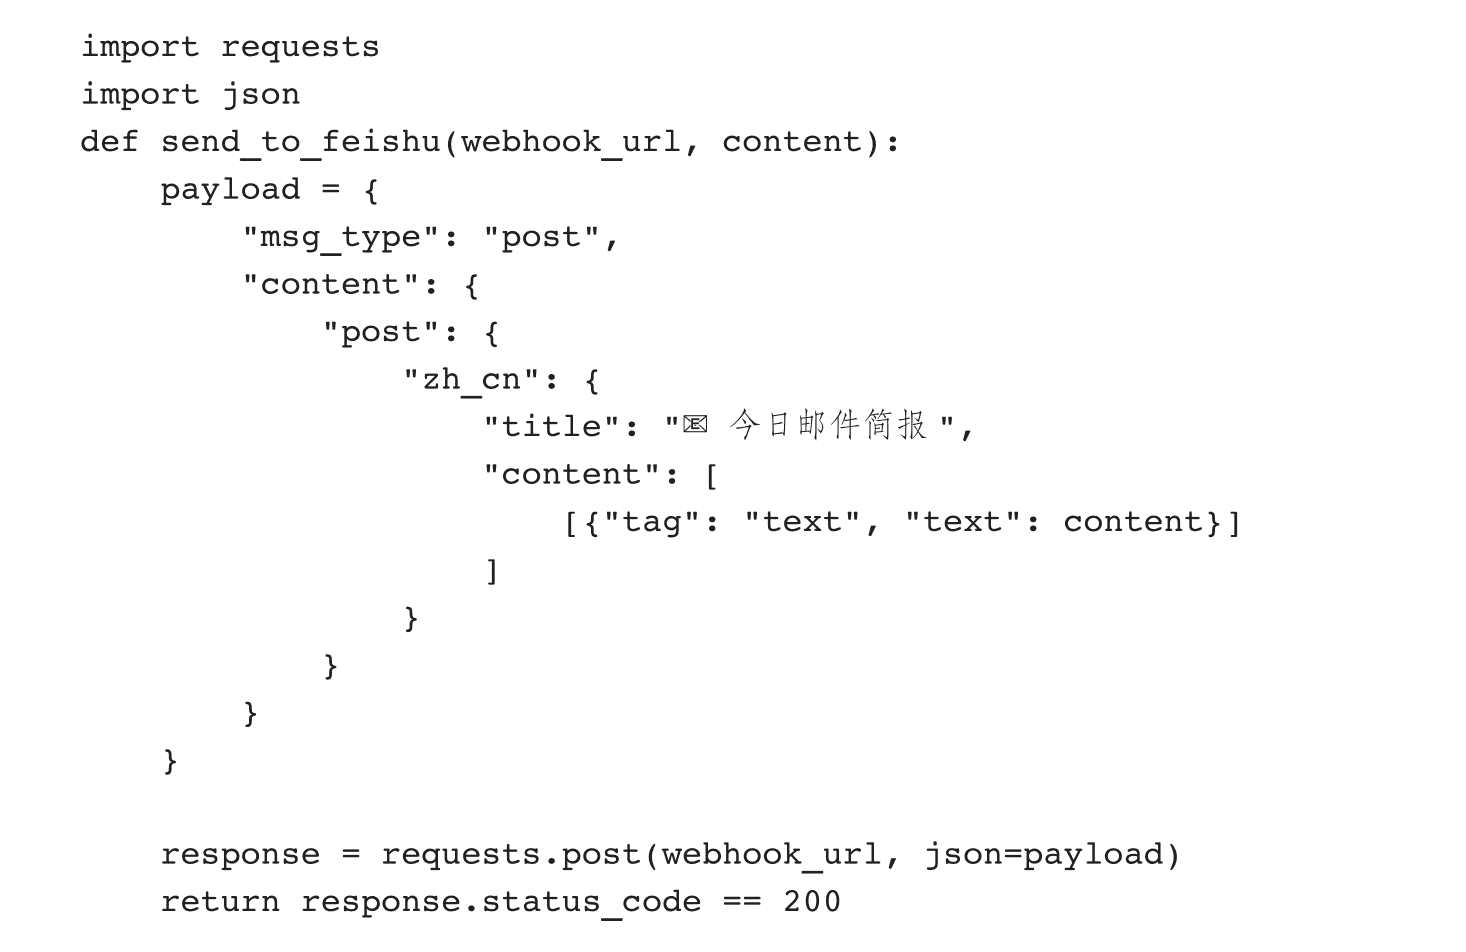 import requests
import json
def send_to_feishu(webhook_url, content):
    payload = {
        "msg_type": "post",
        "content": {
            "post": {
                "zh_cn": {
                    "title": "📧 今日邮件简报",
                    "content": [
                        [{"tag": "text", "text": content}]
                    ]
                }
            }
        }
    }

    response = requests.post(webhook_url, json=payload)
    return response.status_code == 200